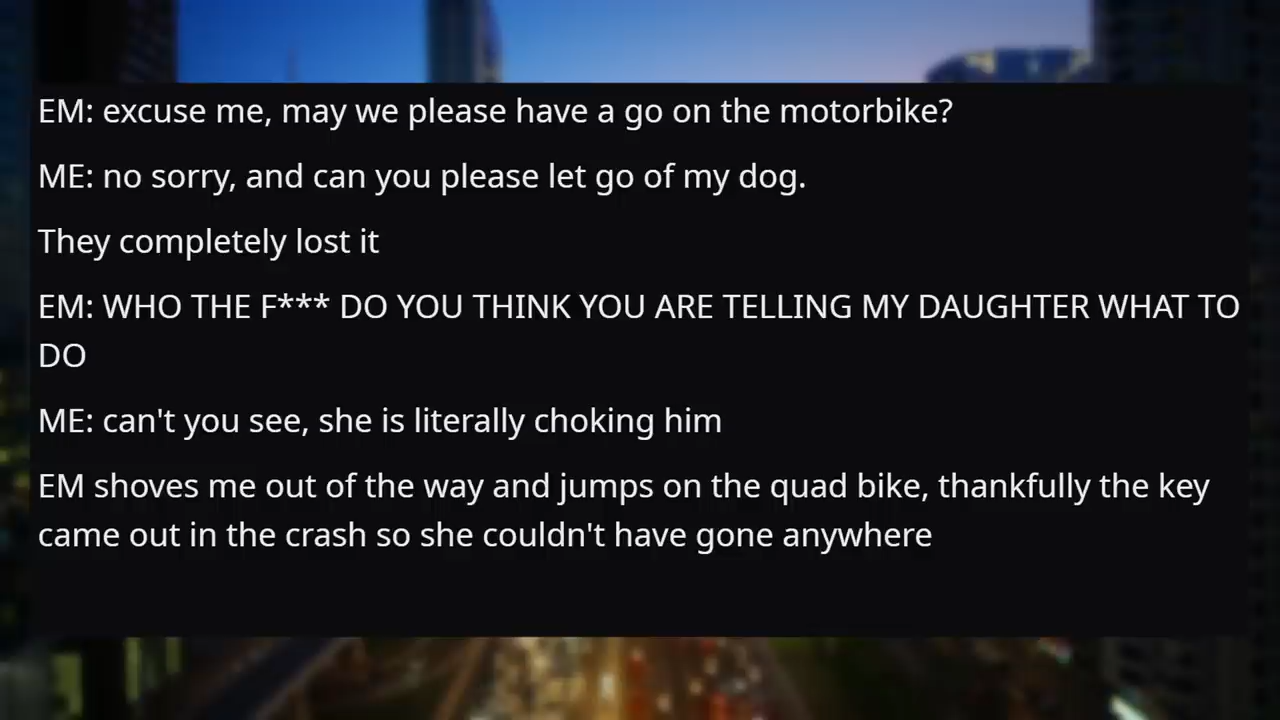 EM: excuse me, may we please have a go on the motorbike?
ME: no sorry, and can you please let go of my dog.
They completely lost it
EM: WHO THE F*** DO YOU THINK YOU ARE TELLING MY DAUGHTER WHAT TO
DO
ME: can't you see, she is literally choking him
EM shoves me out of the way and jumps on the quad bike, thankfully the key
came out in the crash so she couldn't have gone anywhere